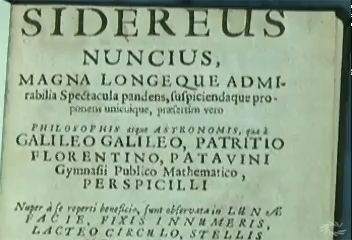 SIDEREUS
NUNCIUS,
MAGNA LONGEQUE ADMI-
rabilia Spectacula pandens, suspiciendaque pro-
ponens unicuique, præsertim vero
PHILOSOPHIS atque ASTRONOMIS, quæ à
GALILEO GALILEO, PATRITIO
FLORENTINO, PATAVINI
Gymnasii Publico Mathematico,
PERSPICILLI
Nuper à se reperti beneficio, sunt observata in LUNÆ
FACIE, FIXIS INNUMERIS,
LACTEO CIRCULO, STELLIS